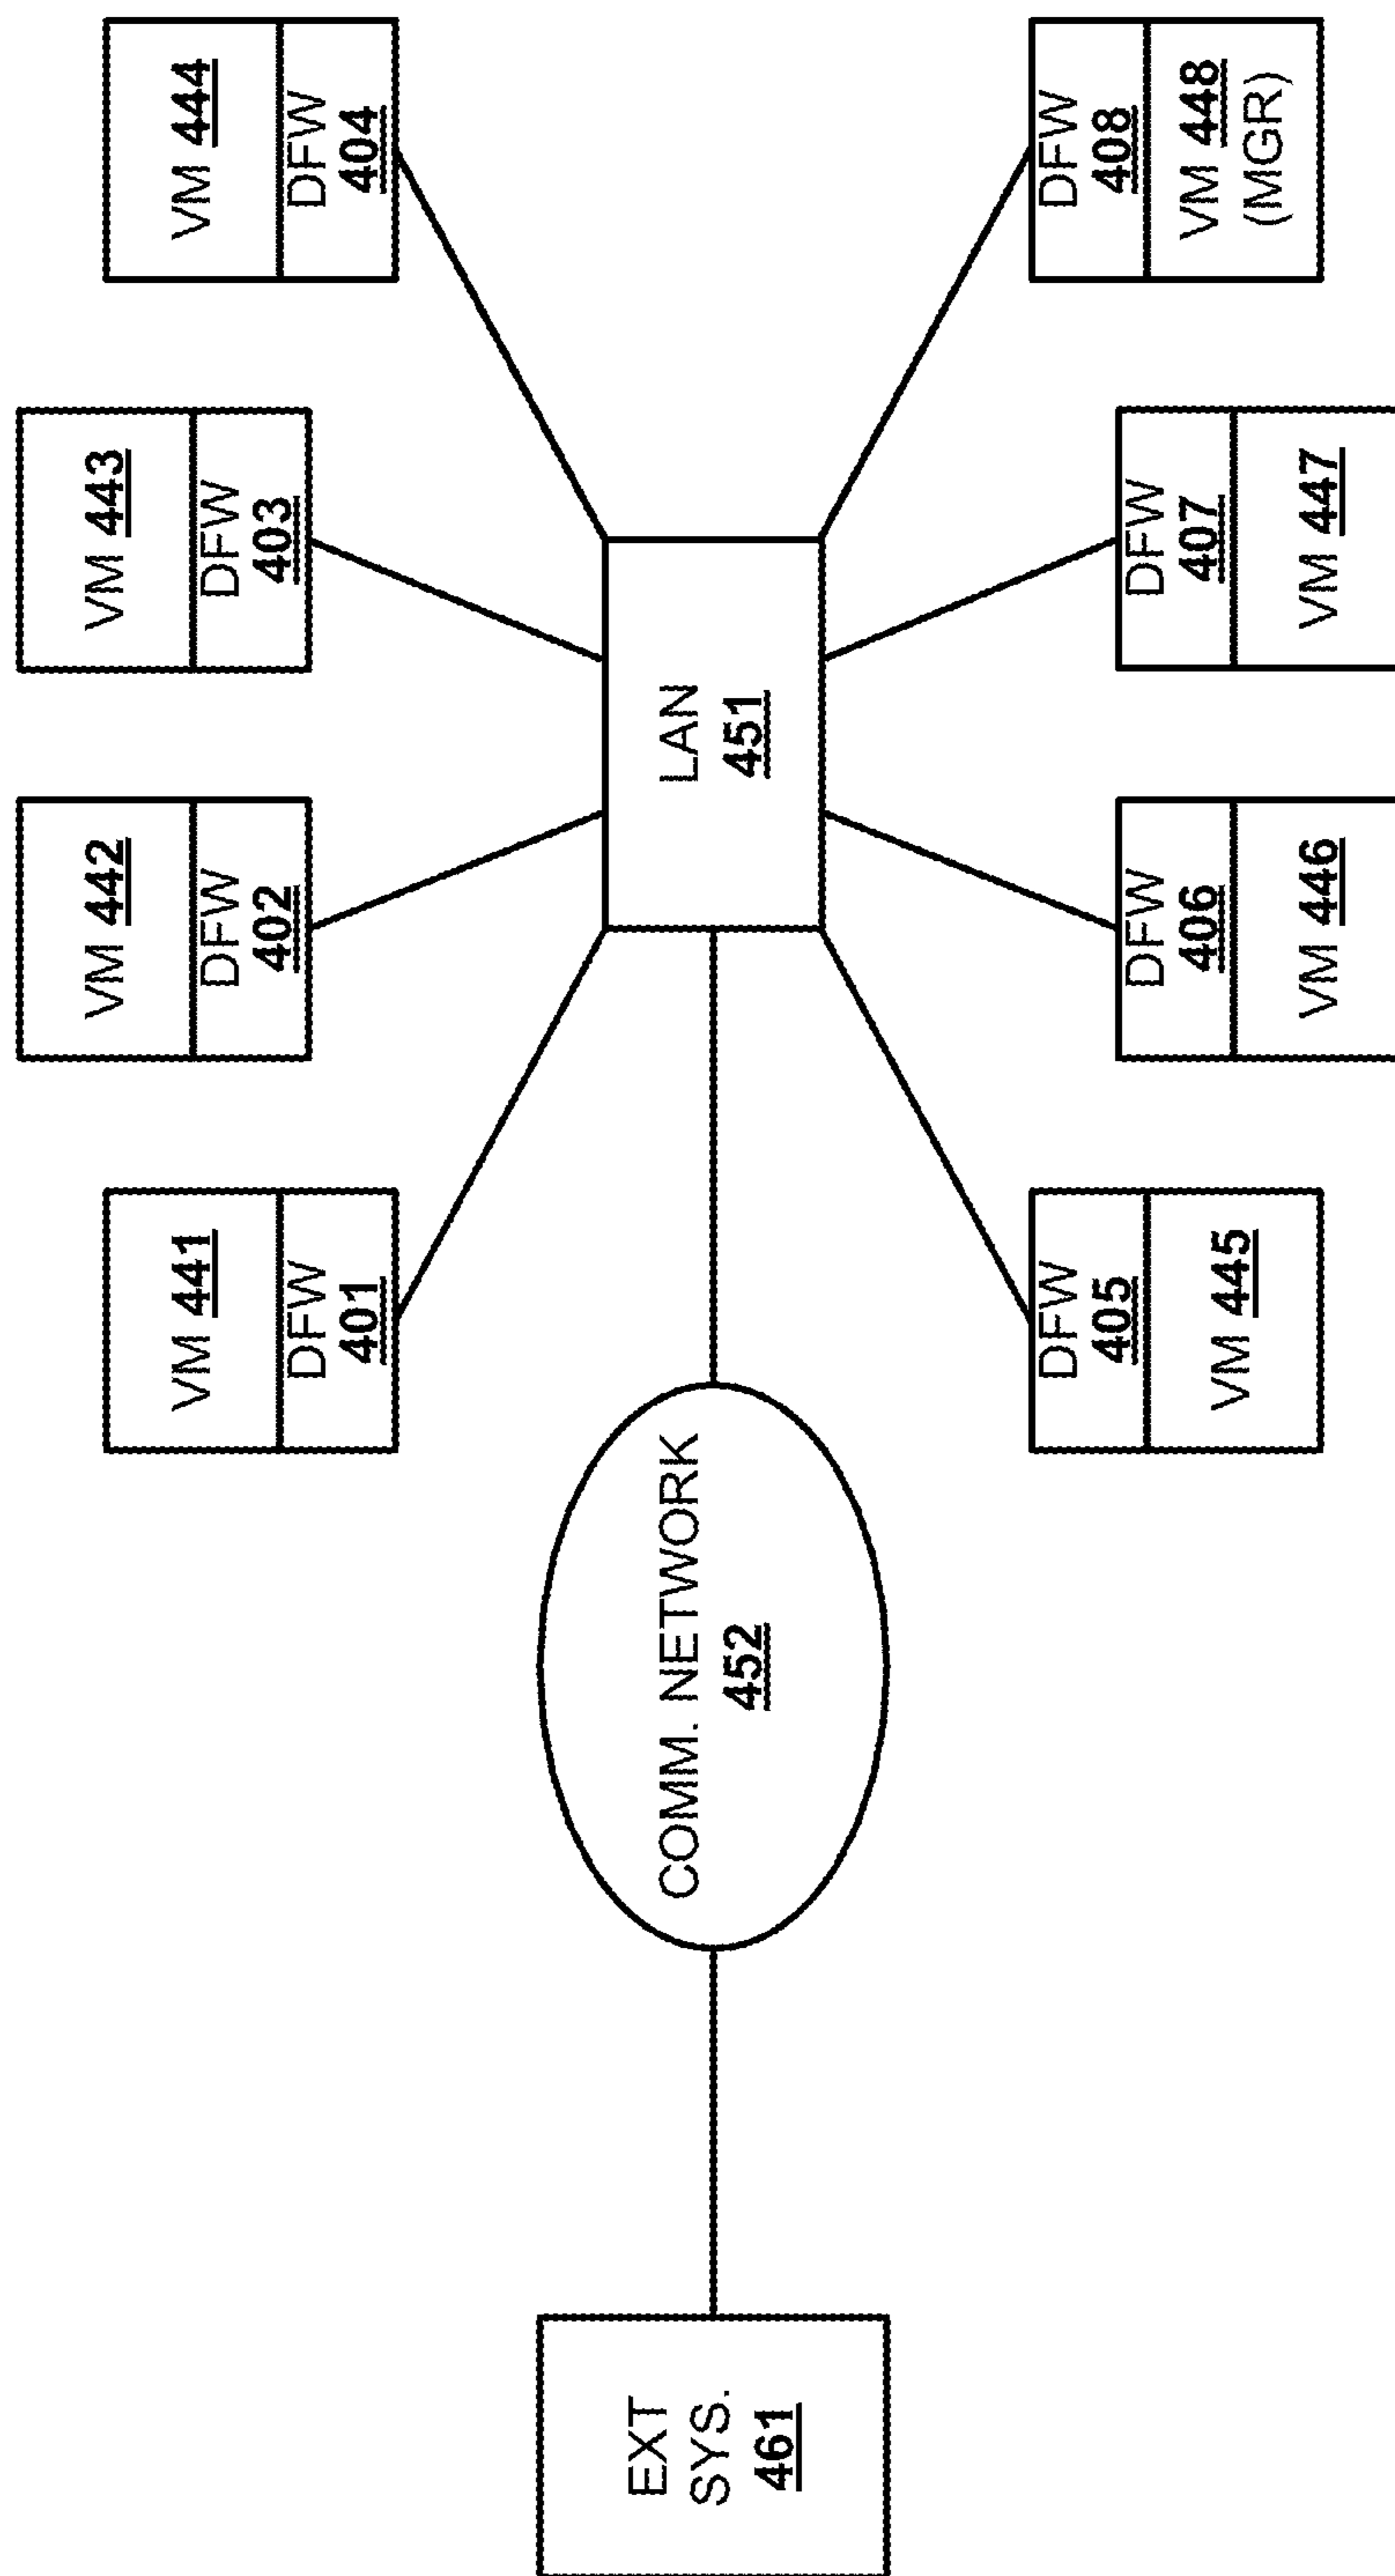 VM 441
DFW
401
VM 442
DFW
402
VM 443
DFW
403
VM 444
DFW
404
EXT
SYS.
461
COMM. NETWORK
452
LAN
451
DFW
405
VM 445
DFW
406
VM 446
DFW
407
VM 447
DFW
408
VM 448
(MGR)